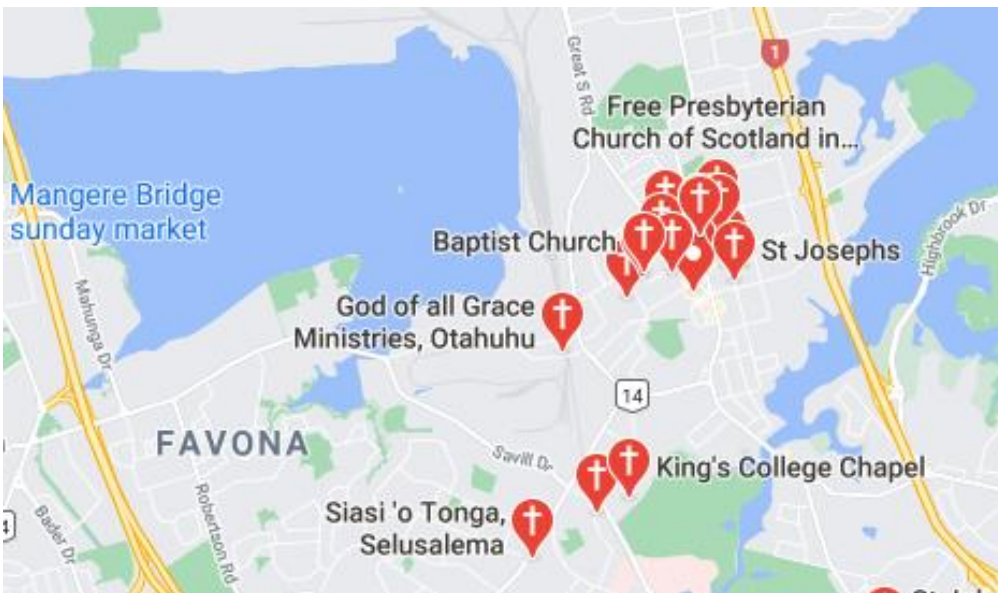 Great S Rd
1
Free Presbyterian
Church of Scotland in...
Mangere Bridge
sunday market
Baptist Church,
St Josephs
Highbrook Dr
Mahunga Dr
God of all Grace
Ministries, Otahuhu
14
FAVONA
Savill Dr
King's College Chapel
Robertson Rd
Siasi 'o Tonga,
Selusalema
Bader Dr